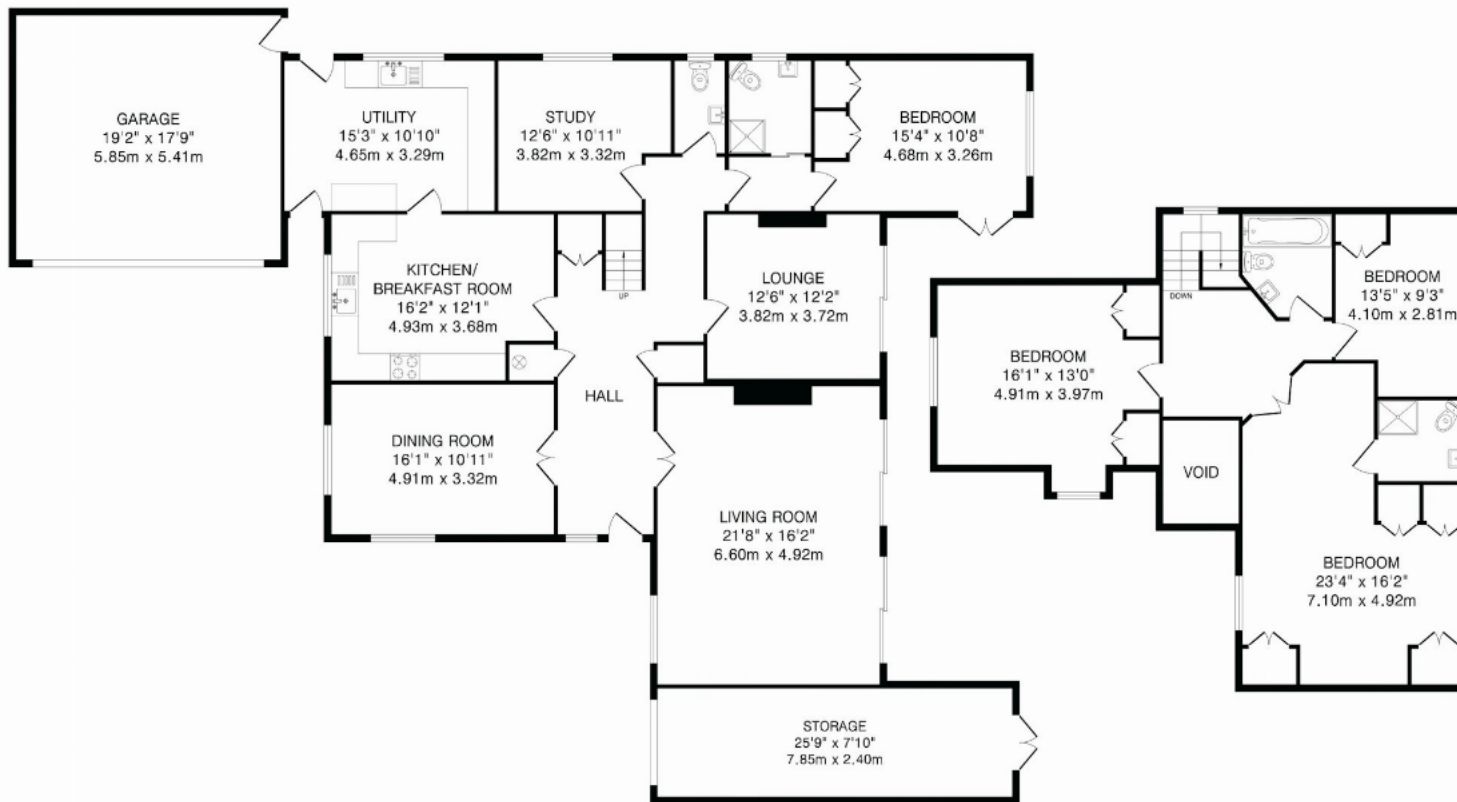 GARAGE
19'2" x 17'9"
5.85m x 5.41m
UTILITY
15'3" x 10'10"
4.65m x 3.29m
STUDY
12'6" x 10'11"
3.82m x 3.32m
BEDROOM
15'4" x 10'8"
4.68m x 3.26m
KITCHEN/
BREAKFAST ROOM
16'2" x 12'1"
4.93m x 3.68m
UP
LOUNGE
12'6" x 12'2"
3.82m x 3.72m
HALL
DINING ROOM
16'1" x 10'11"
4.91m x 3.32m
LIVING ROOM
21'8" x 16'2"
6.60m x 4.92m
STORAGE
25'9" x 7'10"
7.85m x 2.40m
DOWN
BEDROOM
13'5" x 9'3"
4.10m x 2.81m
BEDROOM
16'1" x 13'0"
4.91m x 3.97m
VOID
BEDROOM
23'4" x 16'2"
7.10m x 4.92m